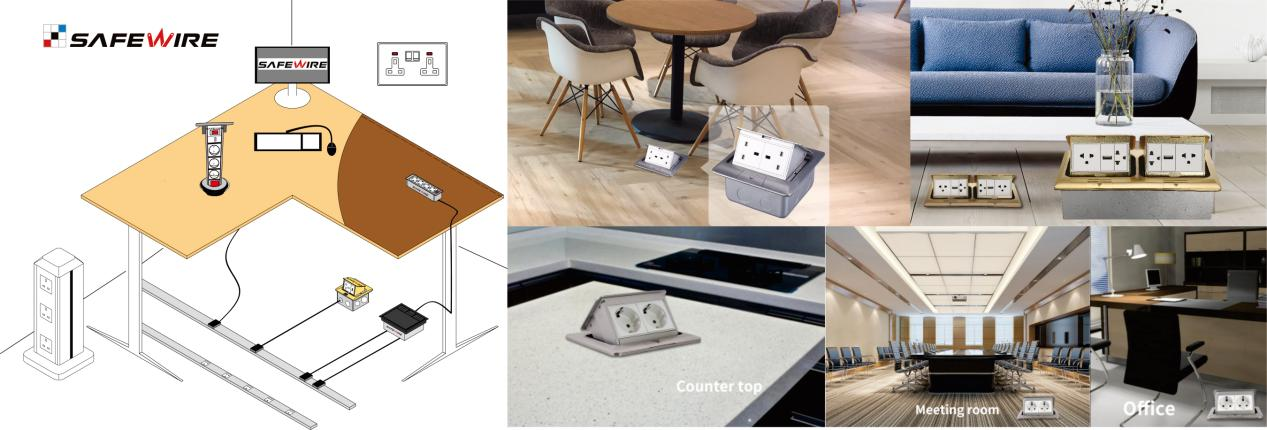 SAFEWIRE
SAFEWIRE
Counter top
Meeting room
Office